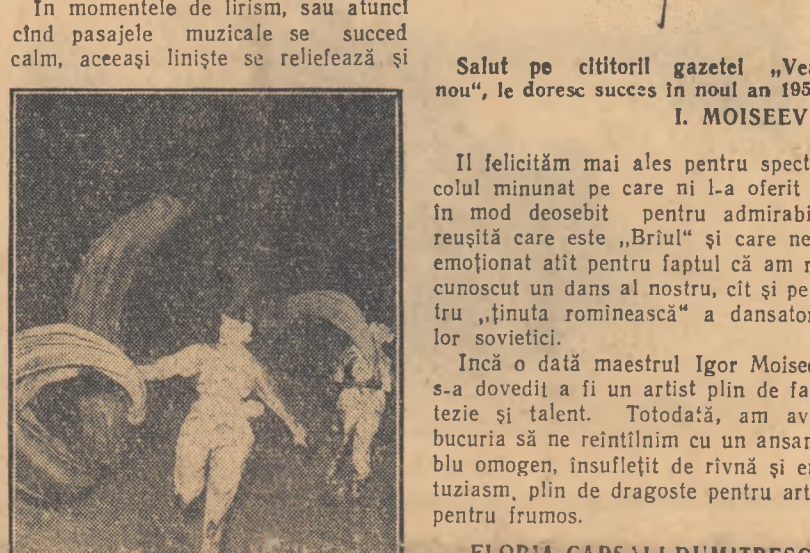 In momentele de lirism, sau atunci
cînd pasajele muzicale se succed
calm, aceeaşi linişte se reliefează şi
Salut pe cititorii gazetei „Vea
nou“, le doresc succes în noul an 195
I. MOISEEV
Il felicităm mai ales pentru spect
colul minunat pe care ni l-a oferit
în mod deosebit pentru admirabi
reuşită care este „Brîul“ şi care ne
emoţionat atît pentru faptul că am r
cunoscut un dans al nostru, cît şi pe
tru „ţinuta romînească“ a dansator
lor sovietici.
Incă o dată maestrul Igor Moisee
s-a dovedit a fi un artist plin de fa
tezie şi talent. Totodată, am av
bucuria să ne reîntîlnim cu un ansam
blu omogen, însufleţit de rîvnă şi en
tuziasm, plin de dragoste pentru art
pentru frumos.